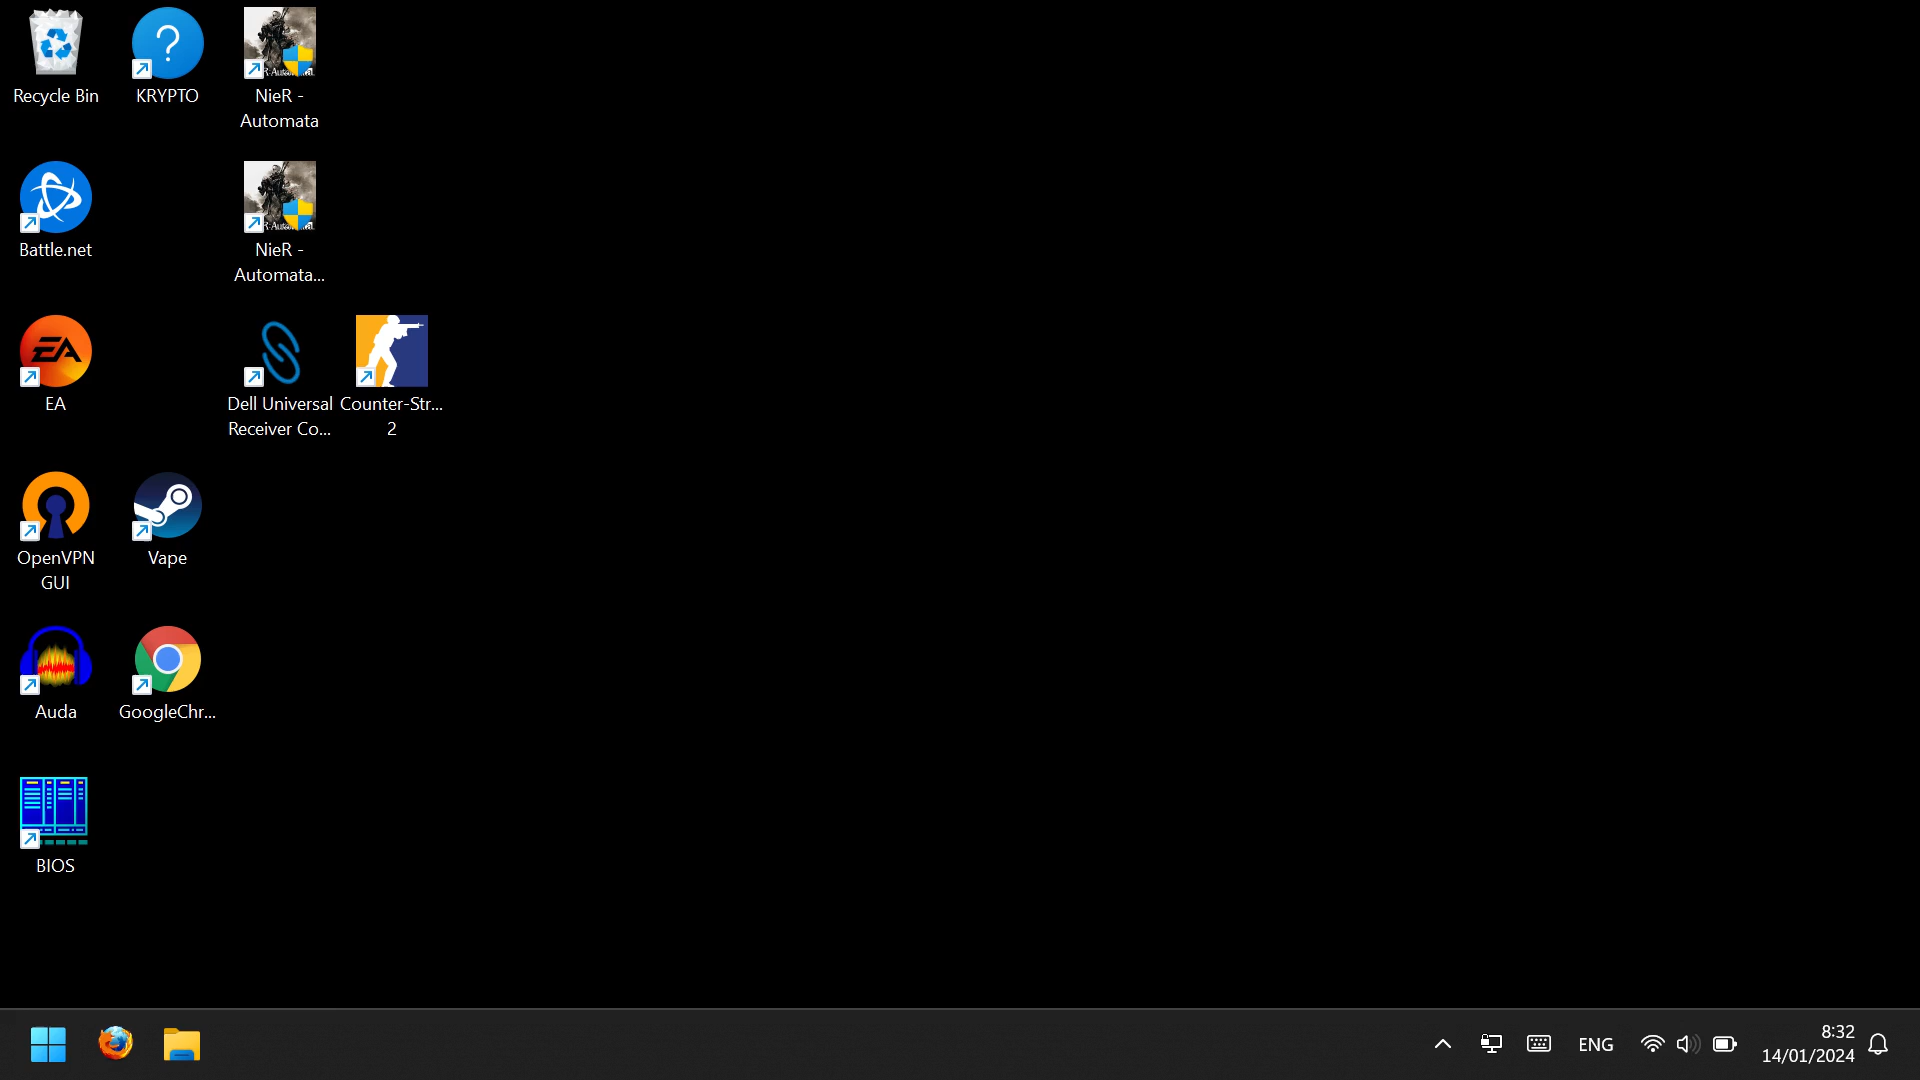 Recycle Bin
KRYPTO
NieR -
Automata
Battle.net
NieR -
Automata...
EA
EA
Dell Universal
Receiver Co...
Counter-Str...
2
OpenVPN
GUI
Vape
Auda
GoogleChr...
BIOS
ENG
8:32
14/01/2024